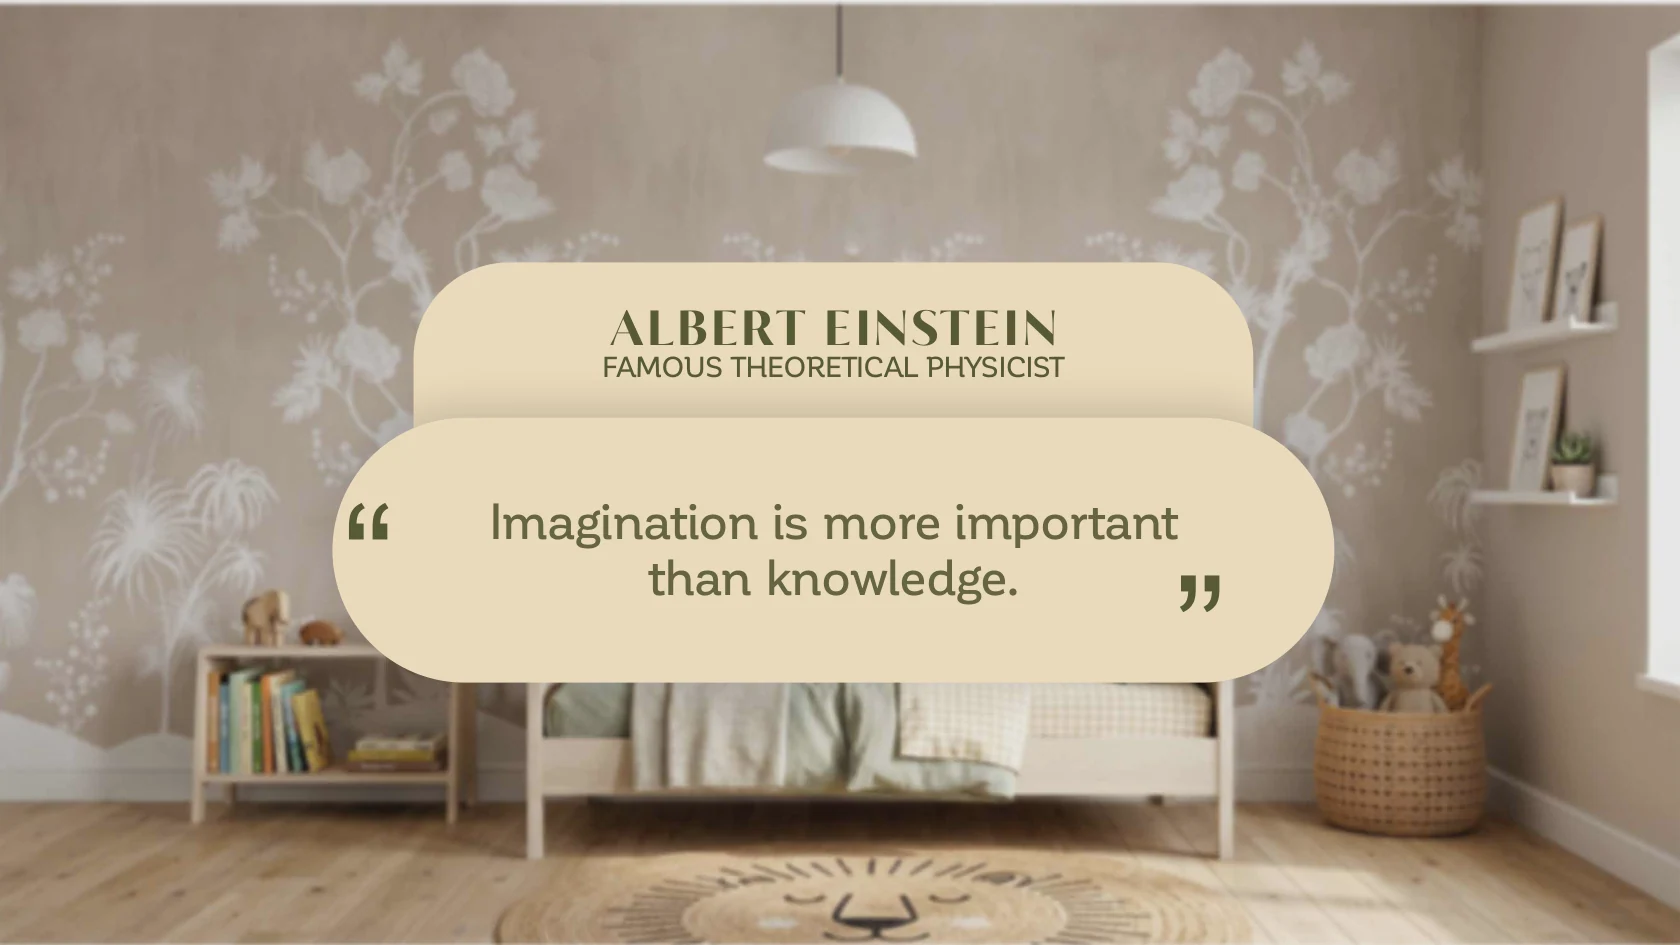 ALBERT EINSTEIN
FAMOUS THEORETICAL PHYSICIST
“ Imagination is more important
than knowledge. ”